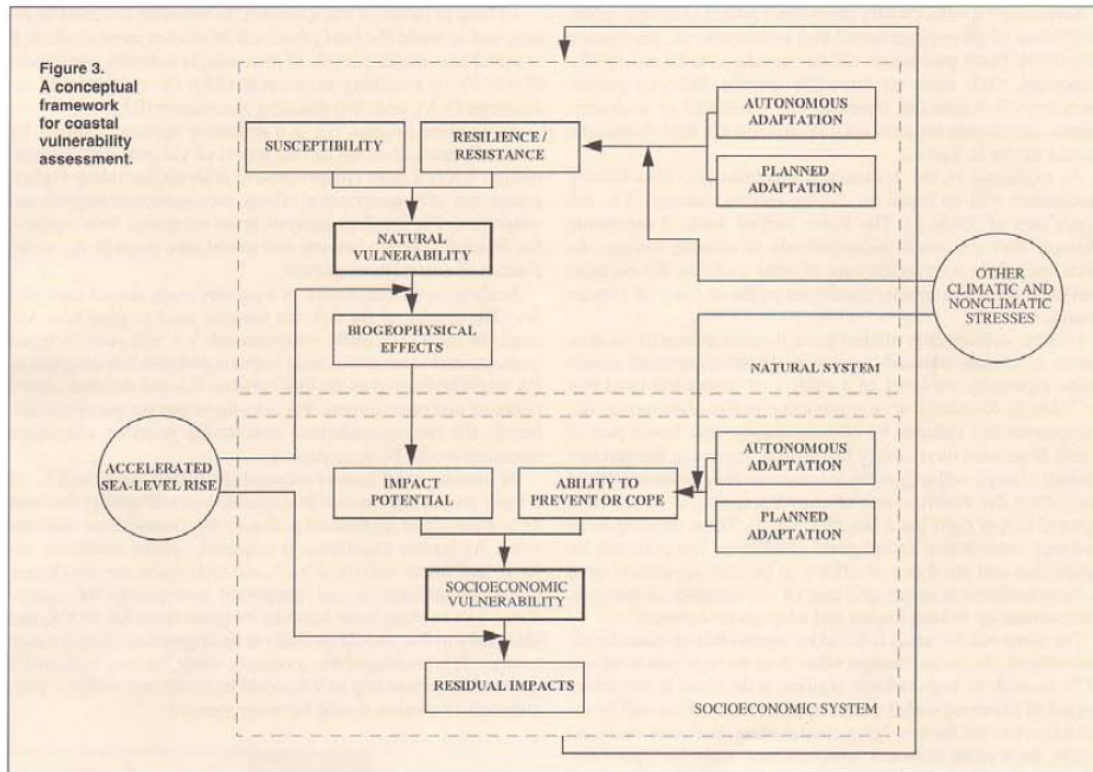 Figure 3.
A conceptual
framework
for coastal
vulnerability
assessment.
SUSCEPTIBILITY
RESILIENCE /
RESISTANCE
AUTONOMOUS
ADAPTATION
PLANNED
ADAPTATION
NATURAL
VULNERABILITY
OTHER
CLIMATIC AND
NONCLIMATIC
STRESSES
BIOGEOPHYSICAL
EFFECTS
NATURAL SYSTEM
ACCELERATED
SEA-LEVEL RISE
IMPACT
POTENTIAL
ABILITY TO
PREVENT OR COPE
AUTONOMOUS
ADAPTATION
PLANNED
ADAPTATION
SOCIOECONOMIC
VULNERABILITY
RESIDUAL IMPACTS
SOCIOECONOMIC SYSTEM